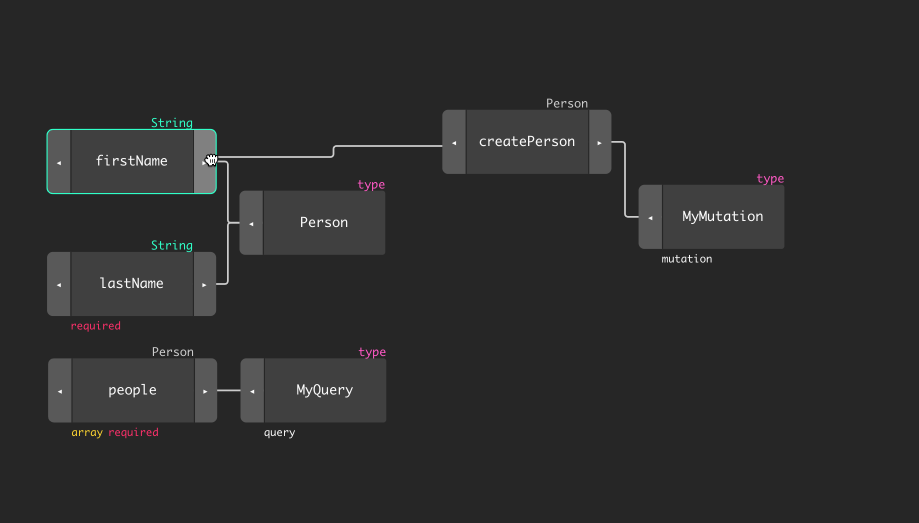 Person
String
createPerson
firstName
type
type
Person
MyMutation
String
mutation
lastName
required
Person
type
people
MyQuery
array required
query